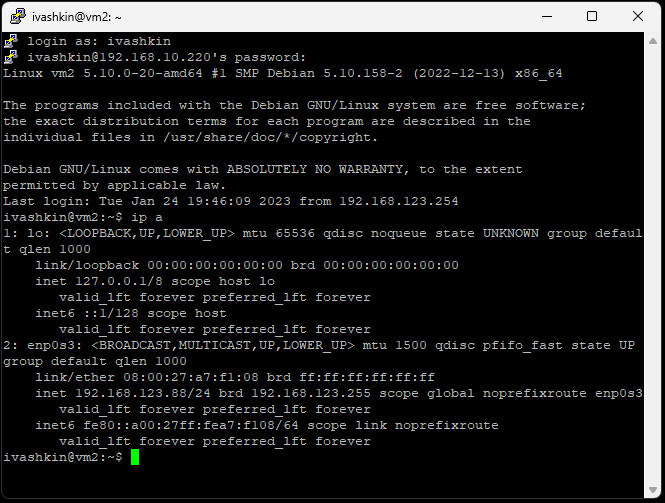 ivashkin@vm2: ~
login as: ivashkin
ivashkin@192.168.10.220's password:
Linux vm2 5.10.0-20-amd64 #1 SMP Debian 5.10.158-2 (2022-12-13) x86_64

The programs included with the Debian GNU/Linux system are free software;
the exact distribution terms for each program are described in the
individual files in /usr/share/doc/*/copyright.

Debian GNU/Linux comes with ABSOLUTELY NO WARRANTY, to the extent
permitted by applicable law.
Last login: Tue Jan 24 19:46:09 2023 from 192.168.123.254
ivashkin@vm2:~$ ip a
1: lo: <LOOPBACK,UP,LOWER_UP> mtu 65536 qdisc noqueue state UNKNOWN group defaul
t qlen 1000
    link/loopback 00:00:00:00:00:00 brd 00:00:00:00:00:00
    inet 127.0.0.1/8 scope host lo
       valid_lft forever preferred_lft forever
    inet6 ::1/128 scope host
       valid_lft forever preferred_lft forever
2: enp0s3: <BROADCAST,MULTICAST,UP,LOWER_UP> mtu 1500 qdisc pfifo_fast state UP
group default qlen 1000
    link/ether 08:00:27:a7:f1:08 brd ff:ff:ff:ff:ff:ff
    inet 192.168.123.88/24 brd 192.168.123.255 scope global noprefixroute enp0s3
       valid_lft forever preferred_lft forever
    inet6 fe80::a00:27ff:fea7:f108/64 scope link noprefixroute
       valid_lft forever preferred_lft forever
ivashkin@vm2:~$